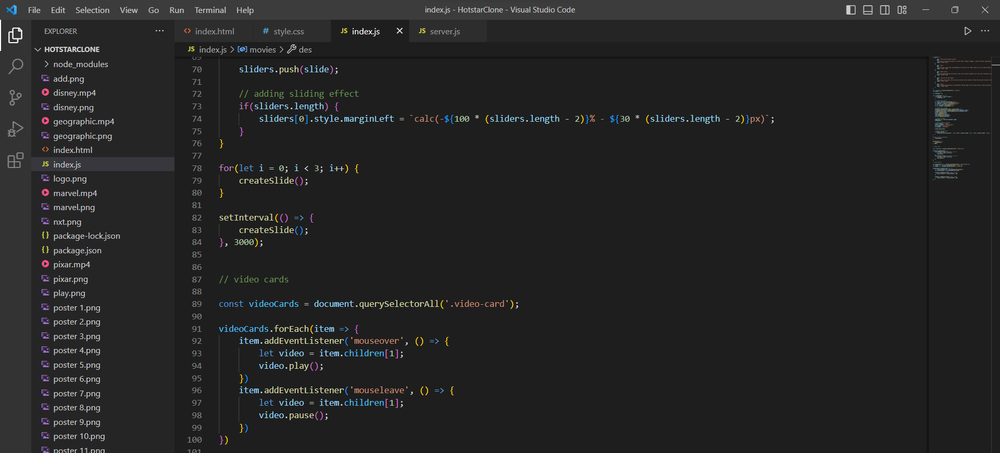 File Edit Selection View Go Run Terminal Help
index.js - HotstarClone - Visual Studio Code
EXPLORER
HOTSTARCLONE
node_modules
add.png
disney.mp4
disney.png
geographic.mp4
geographic.png
index.html
JS index.js
logo.png
marvel.mp4
marvel.png
nxt.png
{} package-lock.json
{} package.json
pixar.mp4
pixar.png
play.png
poster 1.png
poster 2.png
poster 3.png
poster 4.png
poster 5.png
poster 6.png
poster 7.png
poster 8.png
poster 9.png
poster 10.png
poster 11.png
<> index.html # style.css JS index.js JS server.js
JS index.js > movies > des
69
70 sliders.push(slide);
71
72 // adding sliding effect
73 if(sliders.length) {
74 sliders[0].style.marginLeft = `calc(-${100 * (sliders.length - 2)}% - ${30 * (sliders.length - 2)}px)`;
75 }
76 }
77
78 for(let i = 0; i < 3; i++) {
79 createSlide();
80 }
81
82 setInterval(() => {
83 createSlide();
84 }, 3000);
85
86
87 // video cards
88
89 const videoCards = document.querySelectorAll('.video-card');
90
91 videoCards.forEach(item => {
92 item.addEventListener('mouseover', () => {
93 let video = item.children[1];
94 video.play();
95 })
96 item.addEventListener('mouseleave', () => {
97 let video = item.children[1];
98 video.pause();
99 })
100 })
101